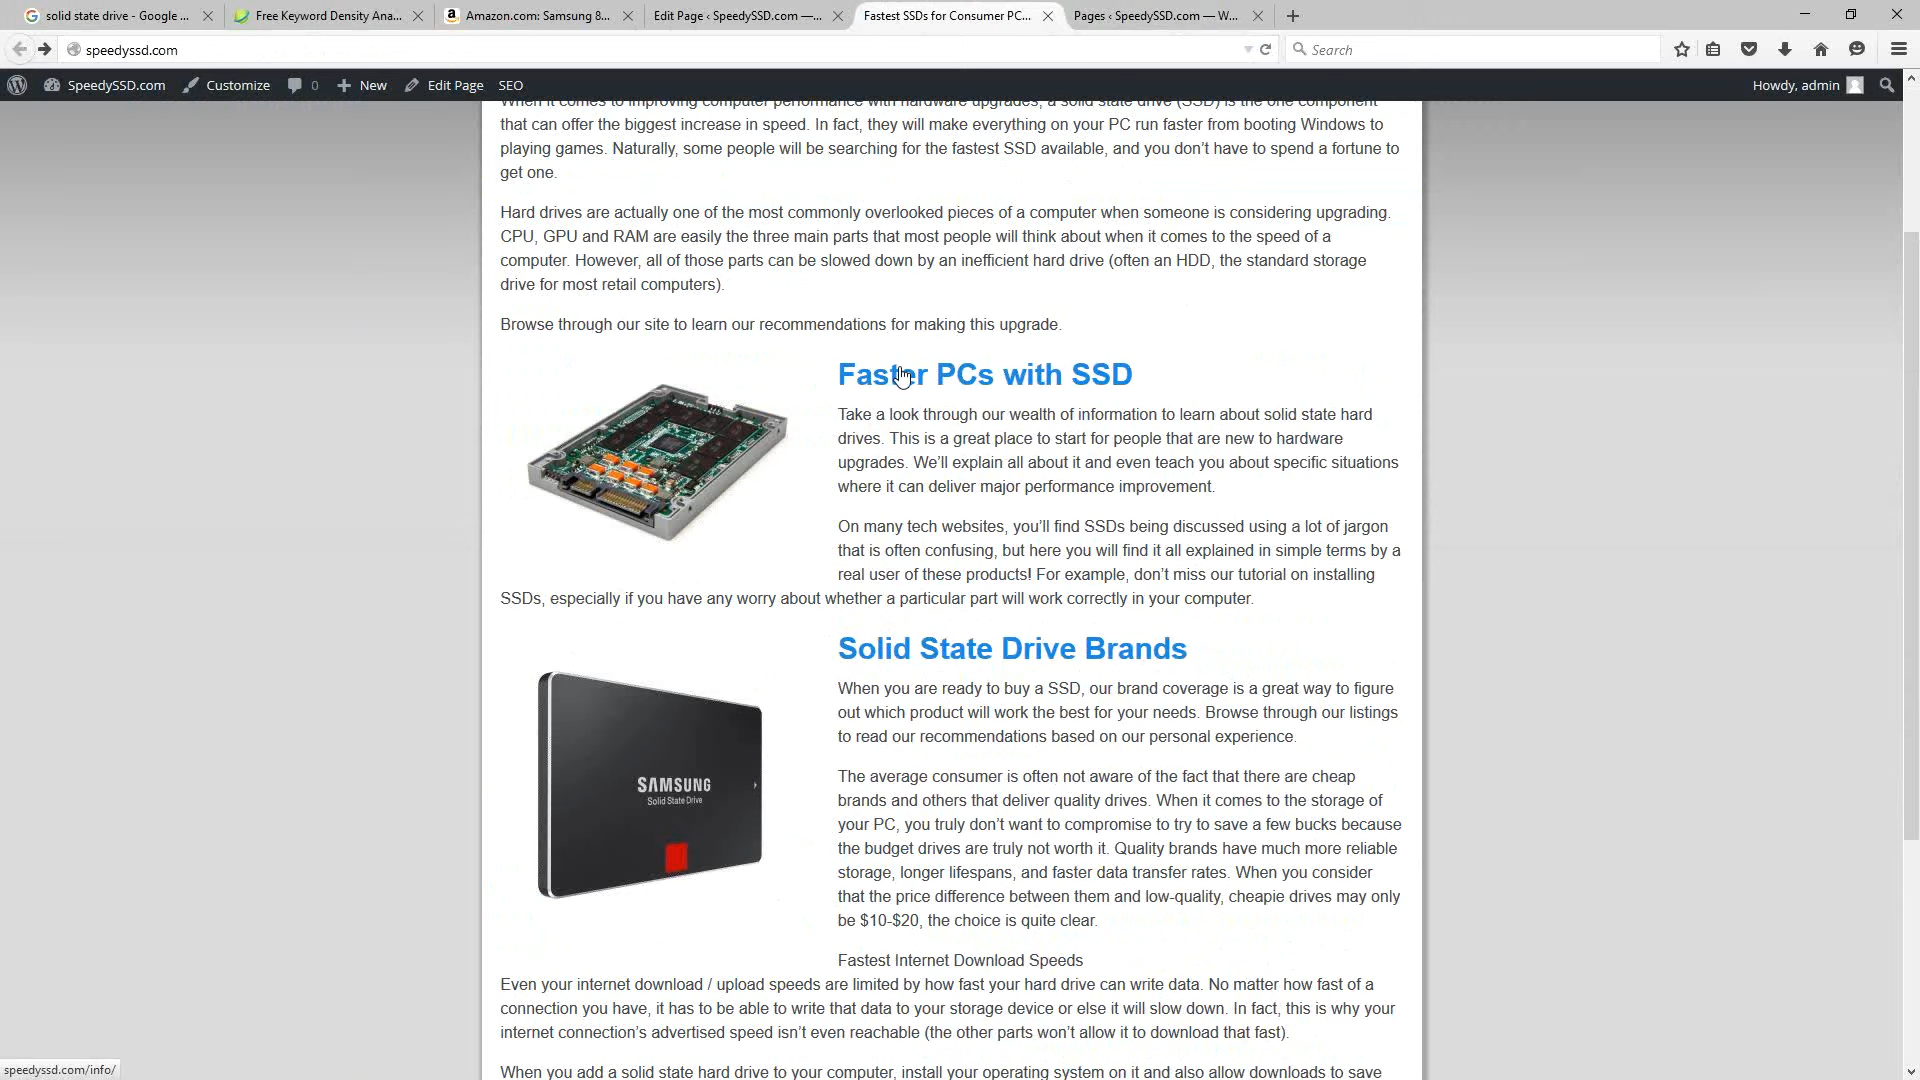 solid state drive - Google ...
Free Keyword Density Ana...
Amazon.com: Samsung 8...
Edit Page ‹ SpeedySSD.com —...
Fastest SSDs for Consumer PC...
Pages ‹ SpeedySSD.com — W...
speedyssd.com
Search
SpeedySSD.com
Customize
0
New
Edit Page
SEO
Howdy, admin
When it comes to improving computer performance with hardware upgrades, a solid state drive (SSD) is the one component
that can offer the biggest increase in speed. In fact, they will make everything on your PC run faster from booting Windows to
playing games. Naturally, some people will be searching for the fastest SSD available, and you don’t have to spend a fortune to
get one.
Hard drives are actually one of the most commonly overlooked pieces of a computer when someone is considering upgrading.
CPU, GPU and RAM are easily the three main parts that most people will think about when it comes to the speed of a
computer. However, all of those parts can be slowed down by an inefficient hard drive (often an HDD, the standard storage
drive for most retail computers).
Browse through our site to learn our recommendations for making this upgrade.
Faster PCs with SSD
Take a look through our wealth of information to learn about solid state hard
drives. This is a great place to start for people that are new to hardware
upgrades. We’ll explain all about it and even teach you about specific situations
where it can deliver major performance improvement.
On many tech websites, you’ll find SSDs being discussed using a lot of jargon
that is often confusing, but here you will find it all explained in simple terms by a
real user of these products! For example, don’t miss our tutorial on installing
SSDs, especially if you have any worry about whether a particular part will work correctly in your computer.
Solid State Drive Brands
When you are ready to buy a SSD, our brand coverage is a great way to figure
out which product will work the best for your needs. Browse through our listings
to read our recommendations based on our personal experience.
SAMSUNG
Solid State Drive
The average consumer is often not aware of the fact that there are cheap
brands and others that deliver quality drives. When it comes to the storage of
your PC, you truly don’t want to compromise to try to save a few bucks because
the budget drives are truly not worth it. Quality brands have much more reliable
storage, longer lifespans, and faster data transfer rates. When you consider
that the price difference between them and low-quality, cheapie drives may only
be $10-$20, the choice is quite clear.
Fastest Internet Download Speeds
Even your internet download / upload speeds are limited by how fast your hard drive can write data. No matter how fast of a
connection you have, it has to be able to write that data to your storage device or else it will slow down. In fact, this is why your
internet connection’s advertised speed isn’t even reachable (the other parts won’t allow it to download that fast).
When you add a solid state hard drive to your computer, install your operating system on it and also allow downloads to save
speedyssd.com/info/